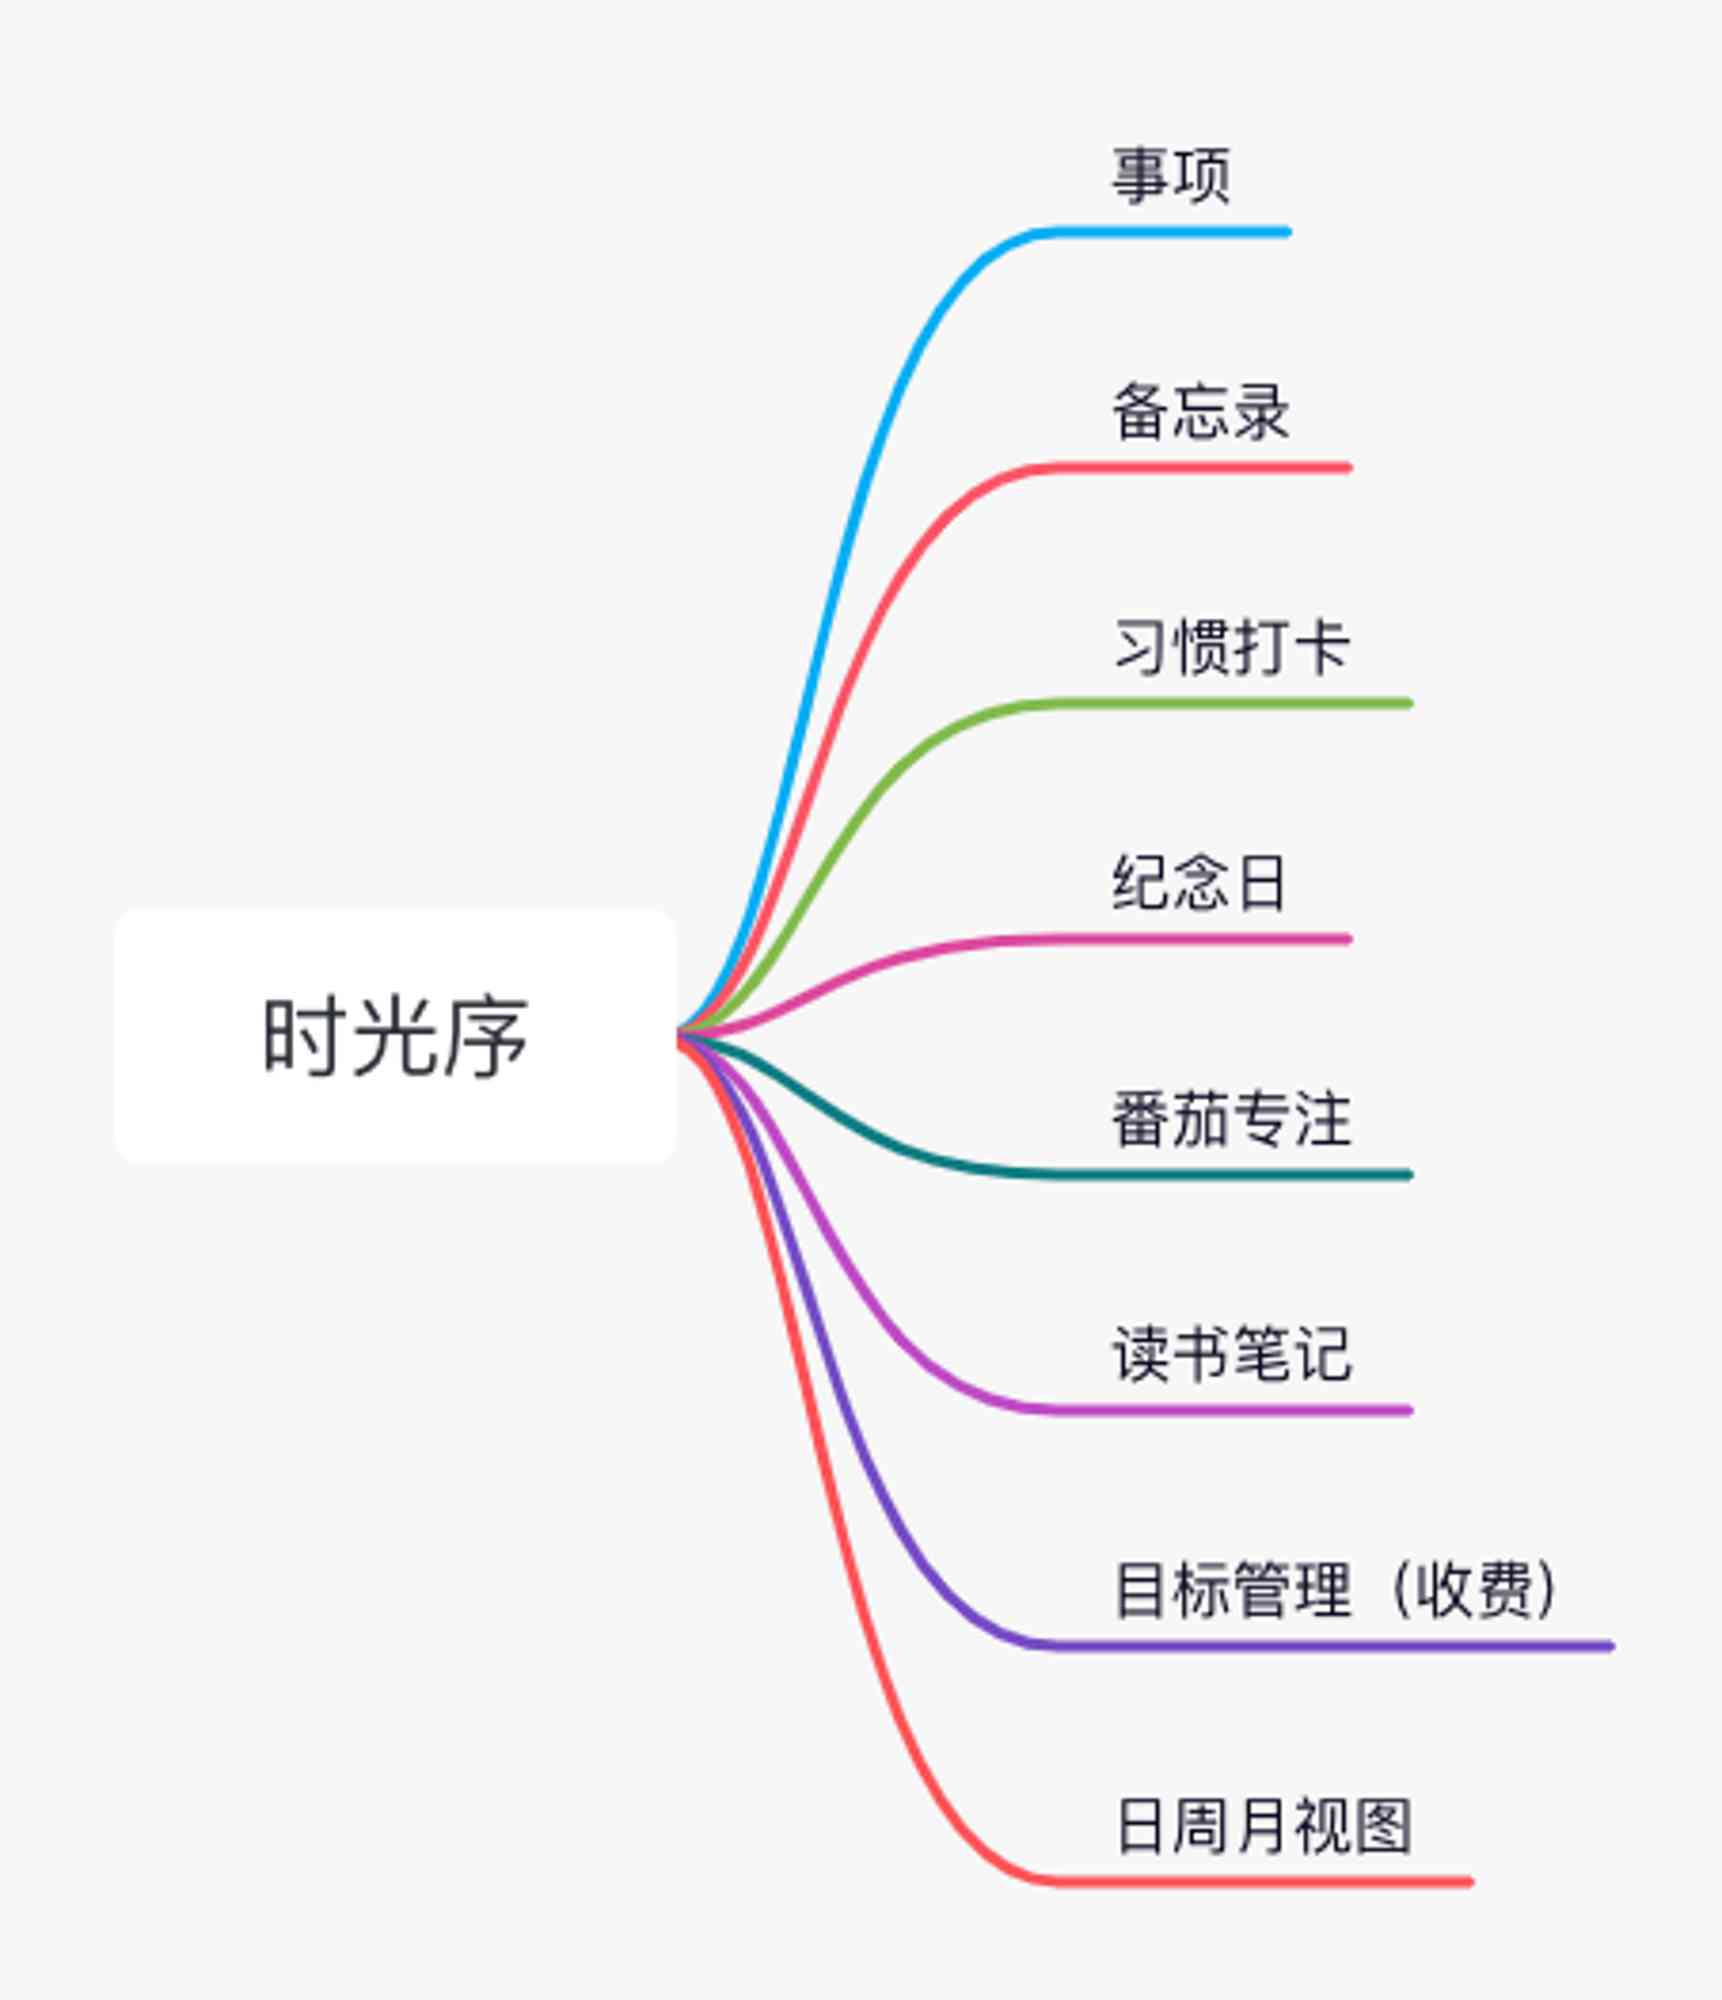 事项
备忘录
习惯打卡
纪念日
时光序
番茄专注
读书笔记
目标管理（收费）
日周月视图